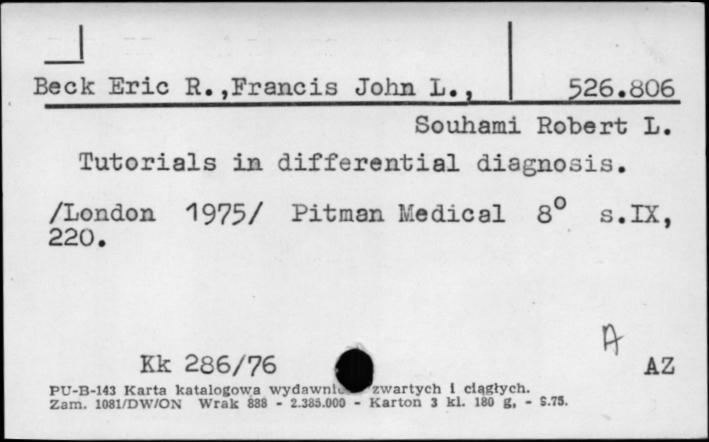 Beck Eric R.,Francis John L., 526.806
Souhami Robert L.
Tutorials in differential diagnosis.
/London 1975/ Pitman Medical 8° s.IX,
220.
A
Kk 286/76 AZ
PU-B-143 Karta katalogowa zwartych i ciągłych.
Zam. 1081/DW/ON Wrak 888 - 2.385.000 - Karton 3 kl. 180 g, - S.75.